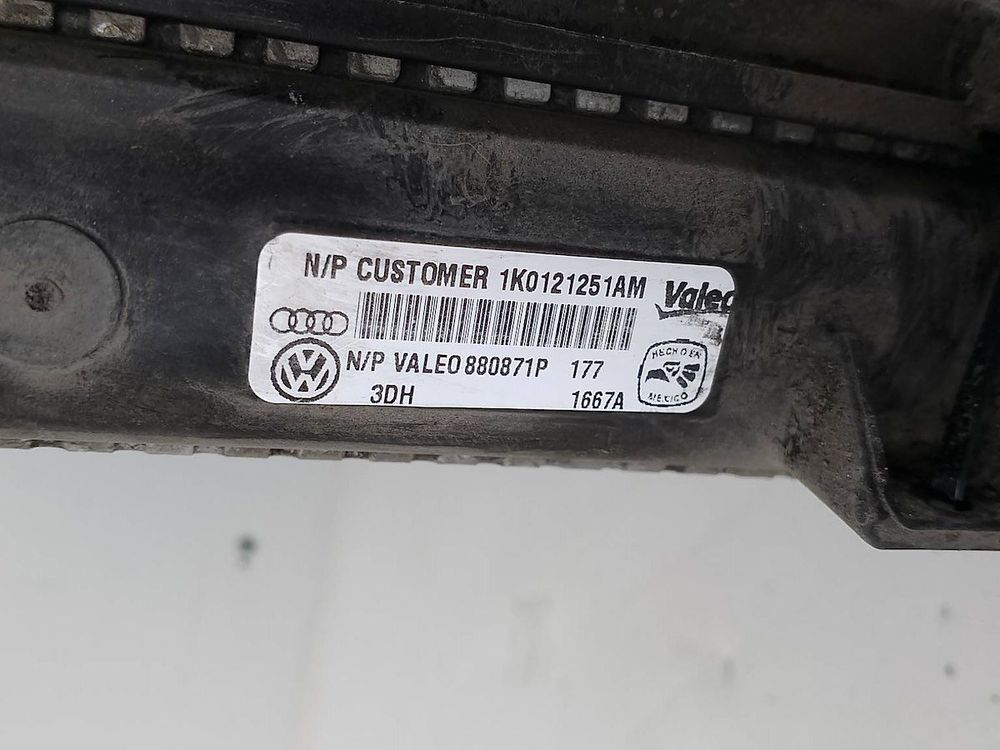 N/P CUSTOMER 1K0121251AM
Valeo
N/P VALEO 880871P 177
3DH 1667A
HECHO EN
MEXICO